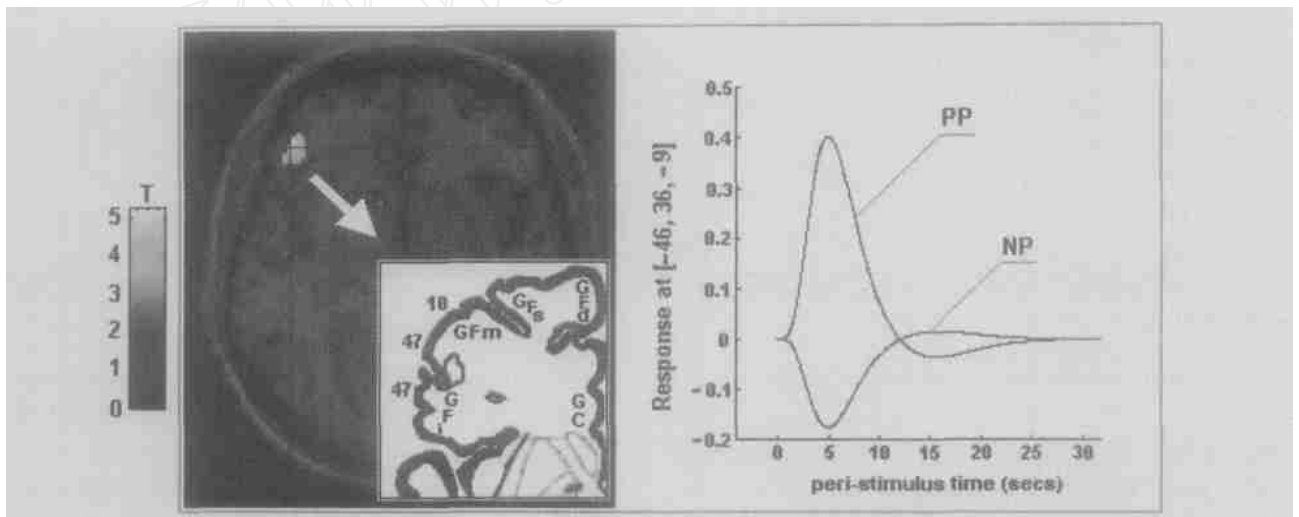 T
5
4
3
2
1
0
18
47
47
GFm
GFs
GFd
GFi
GC
Response at [-46, 36, -9]
0.5
0.4
0.3
0.2
0.1
0
-0.1
-0.2
PP
NP
0 5 10 15 20 25 30
peri-stimulus time (secs)